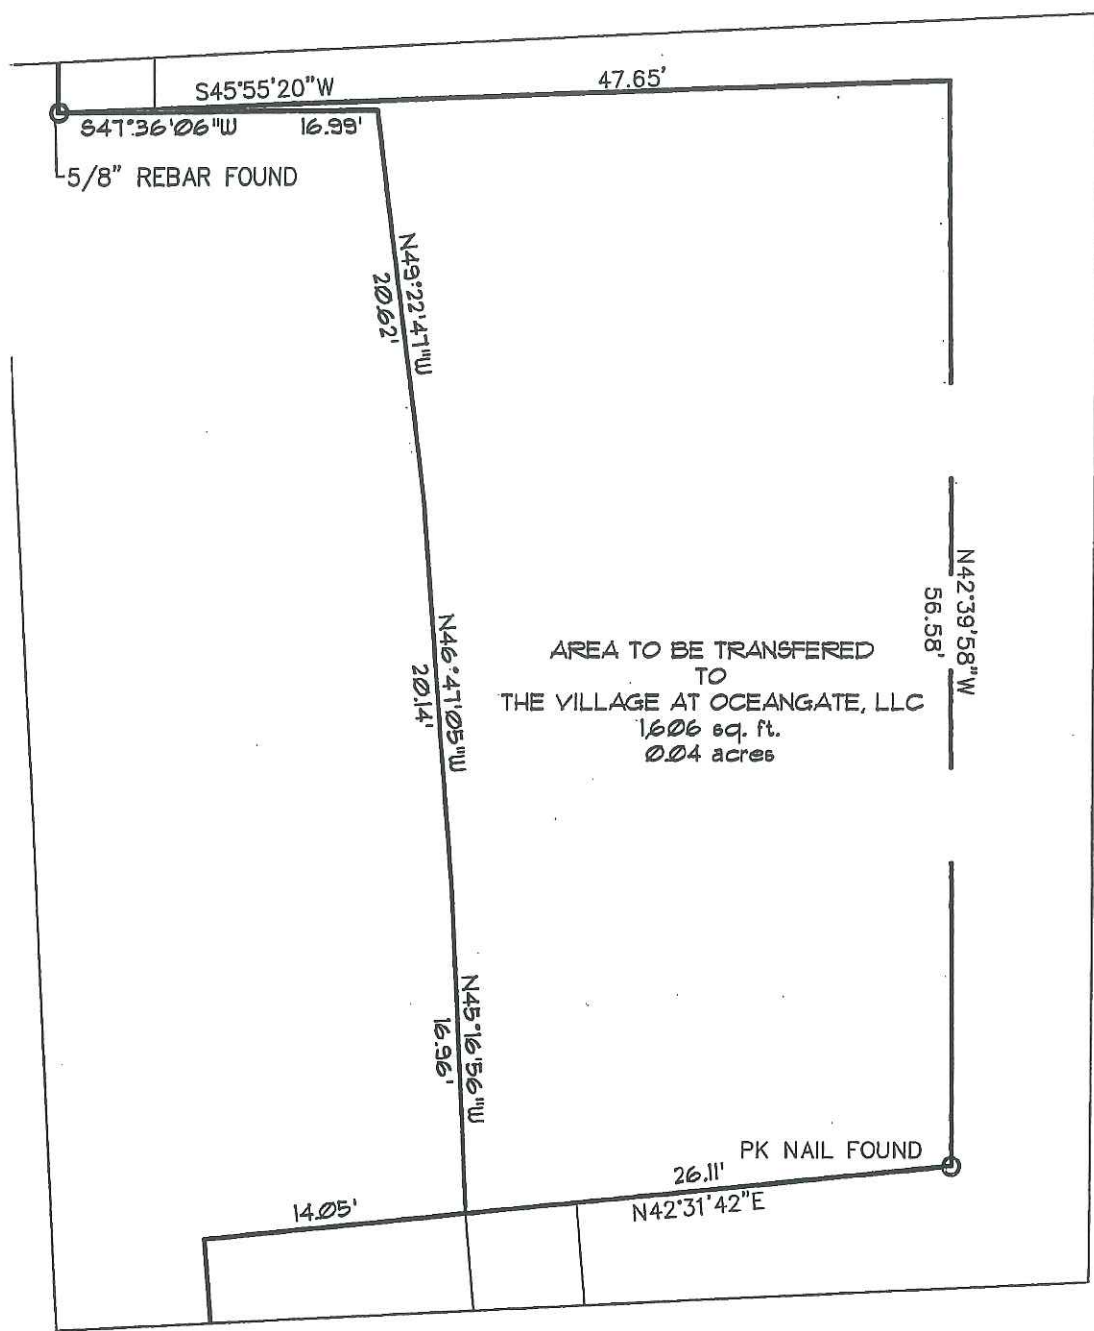 S45°55'20"W
47.65'
S47°36'06"W
16.99'
5/8" REBAR FOUND
N49°22'47"W
20.62'
N46°47'05"W
20.14'
N42°39'58"W
56.58'
AREA TO BE TRANSFERED
TO
THE VILLAGE AT OCEANGATE, LLC
1,606 sq. ft.
0.04 acres
N45°16'56"W
16.96'
PK NAIL FOUND
26.11'
N42°31'42"E
14.05'